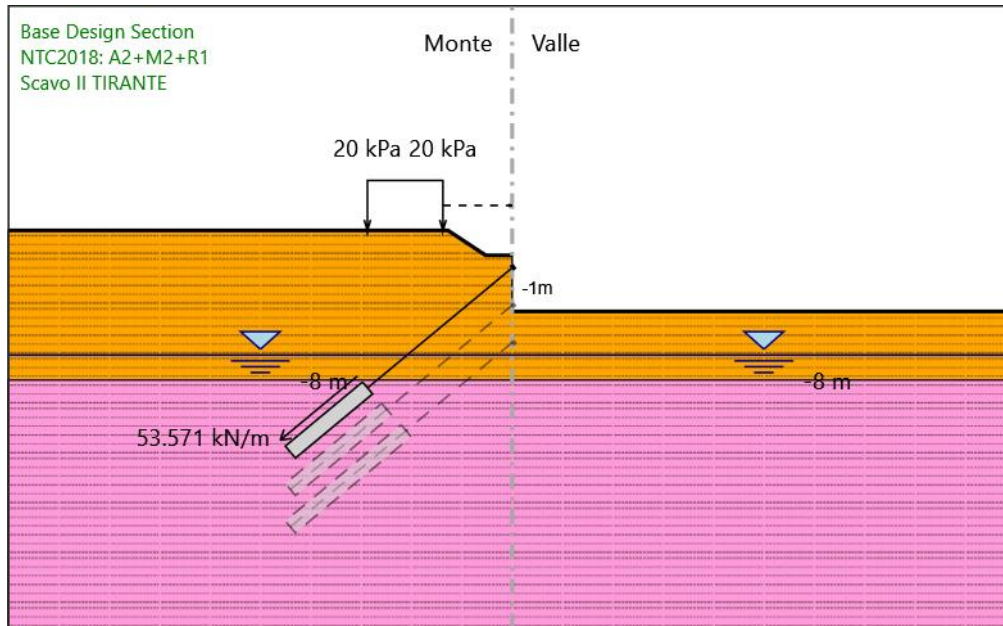 Base Design Section
NTC2018: A2+M2+R1
Scavo II TIRANTE
Monte
Valle
20 kPa 20 kPa
-1m
-8 m
-8 m
53.571 kN/m